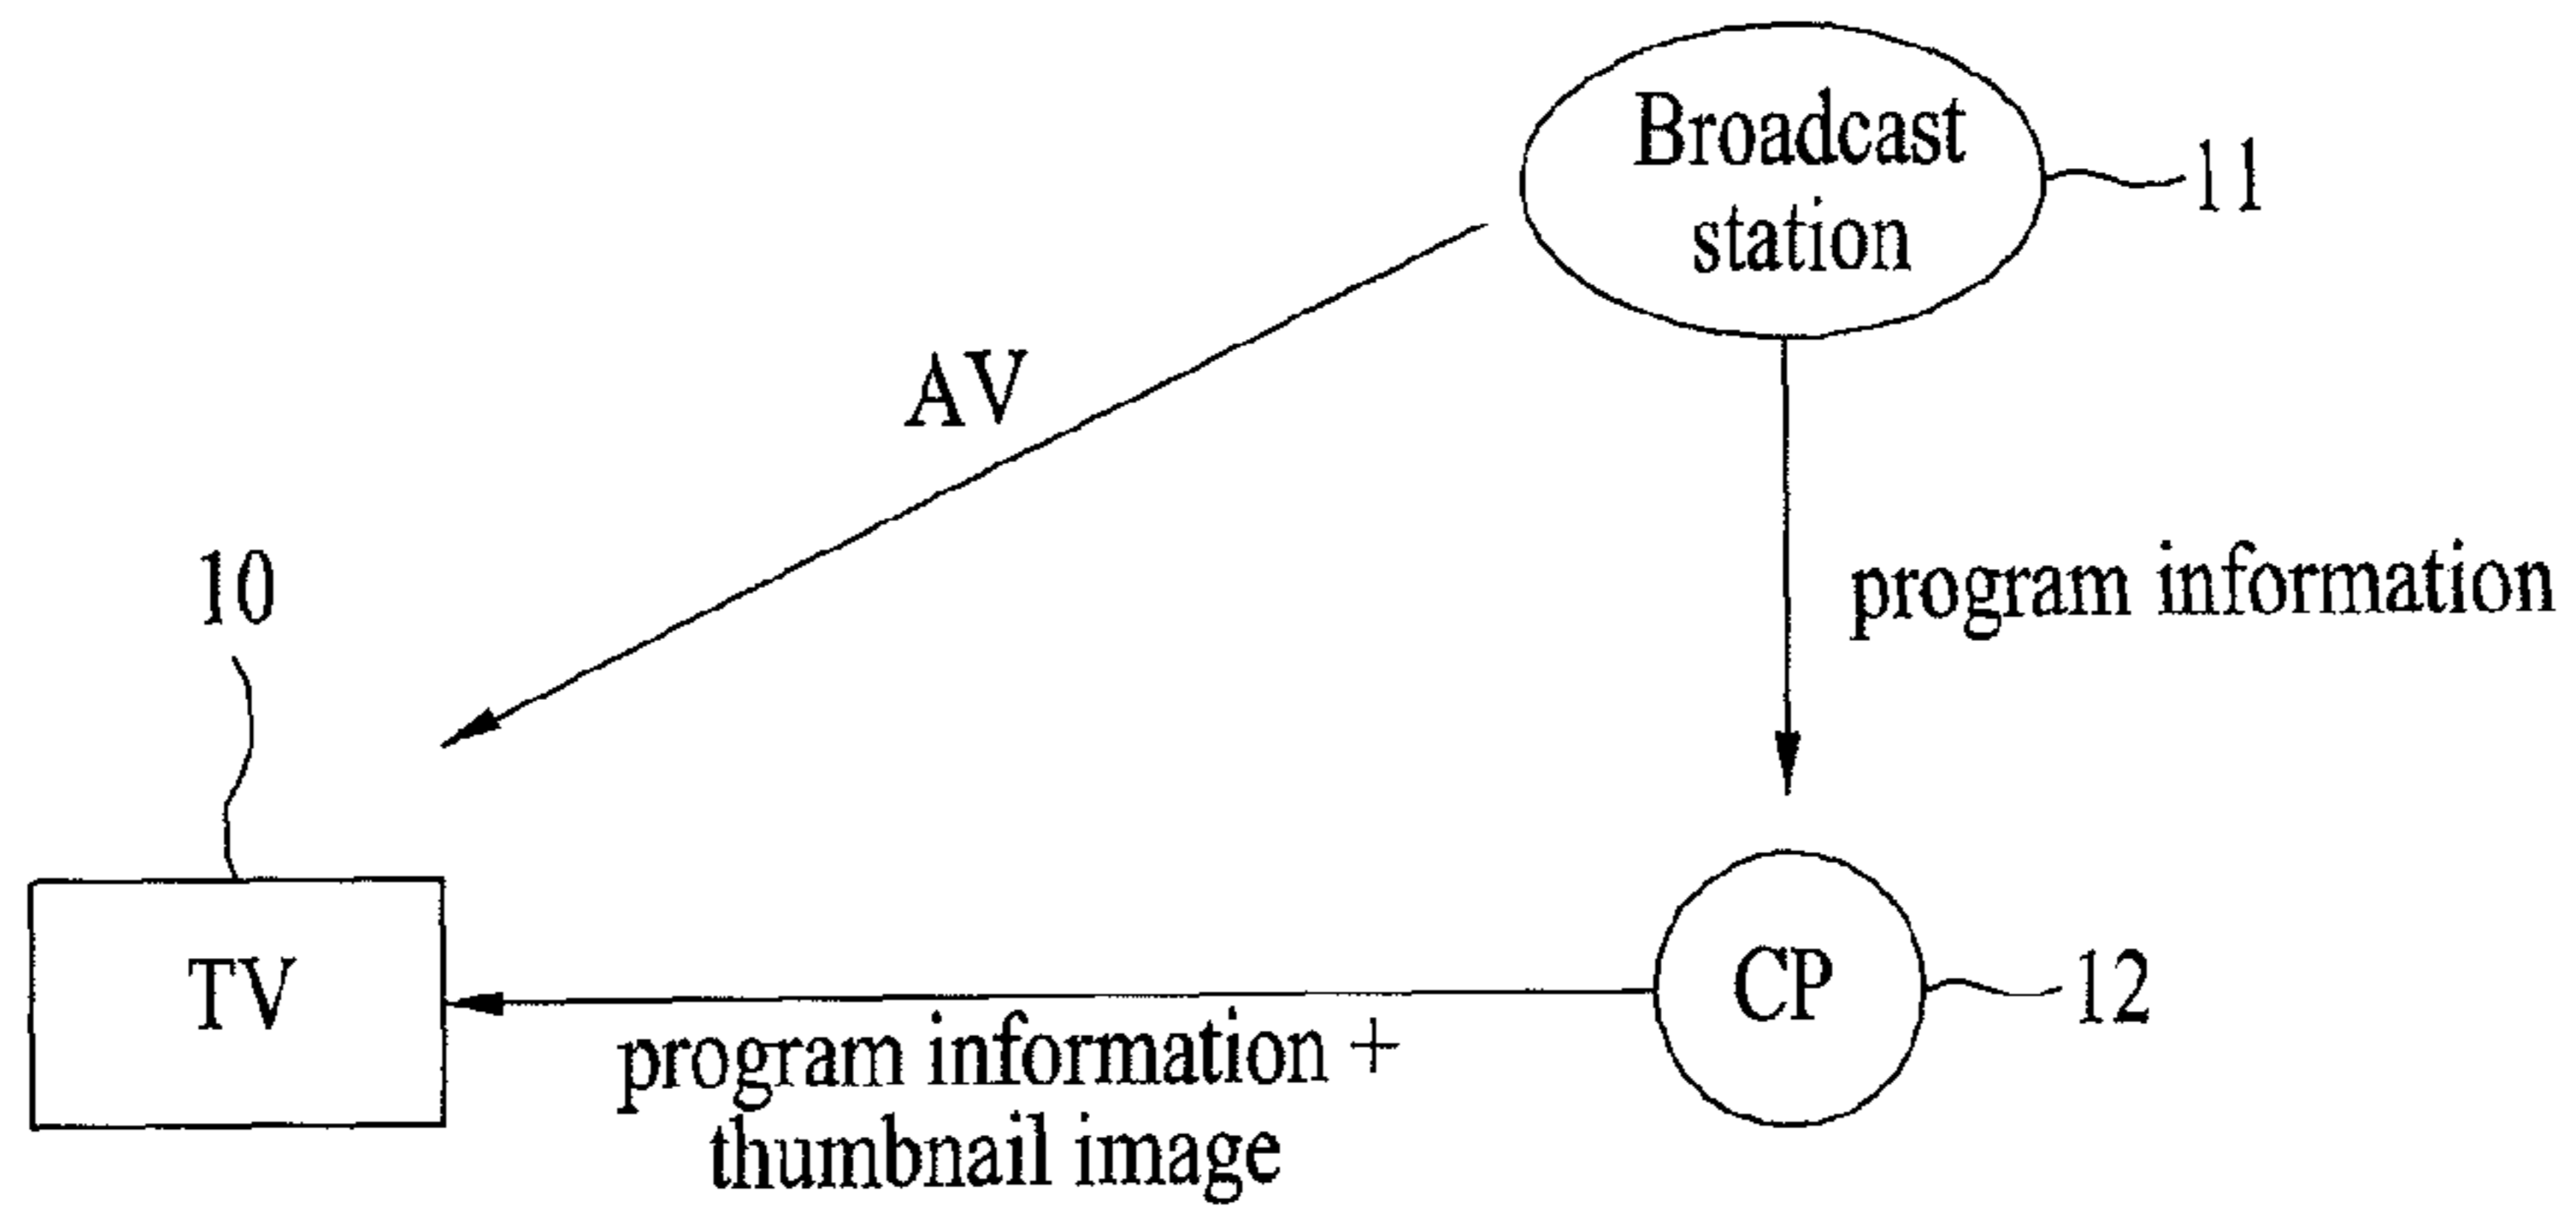 Broadcast
station
11
AV
10
program information
TV
CP
12
program information +
thumbnail image